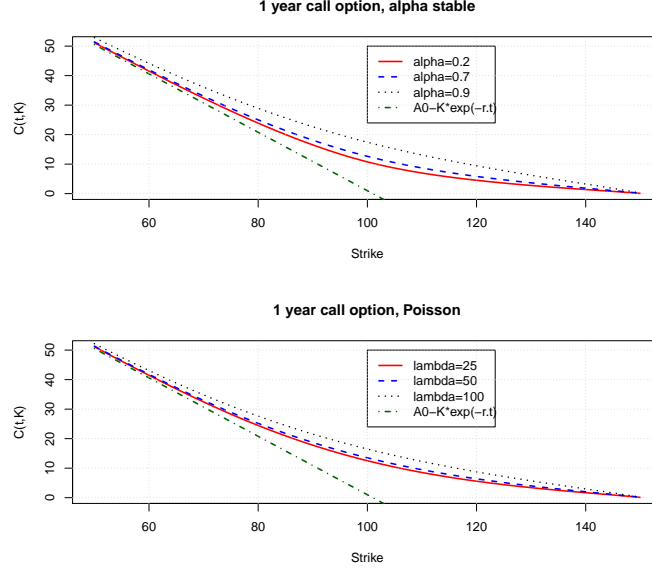 1 year call option, alpha stable
C(t,K)
50
40
30
20
10
0
alpha=0.2
alpha=0.7
alpha=0.9
A0−K*exp(−r.t)
60 80 100 120 140
Strike
1 year call option, Poisson
C(t,K)
50
40
30
20
10
0
lambda=25
lambda=50
lambda=100
A0−K*exp(−r.t)
60 80 100 120 140
Strike